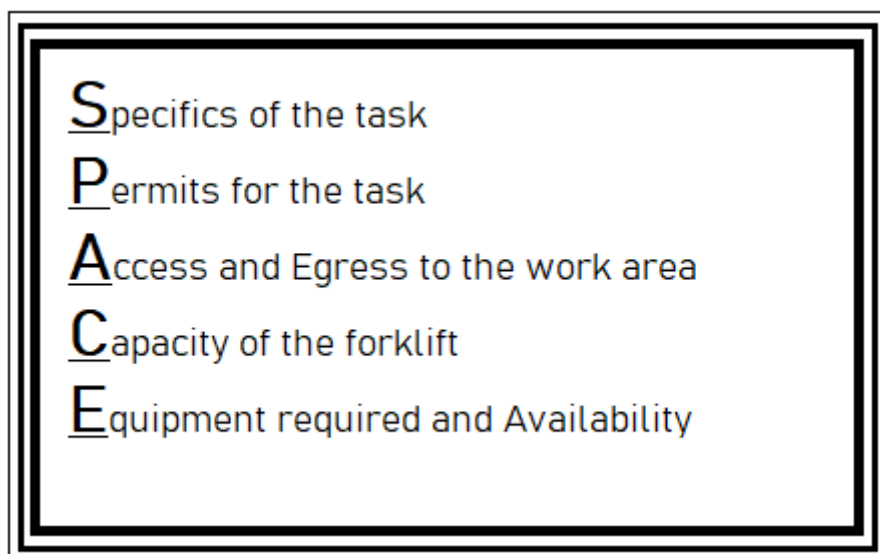 Specifics of the task
Permits for the task
Access and Egress to the work area
Capacity of the forklift
Equipment required and Availability